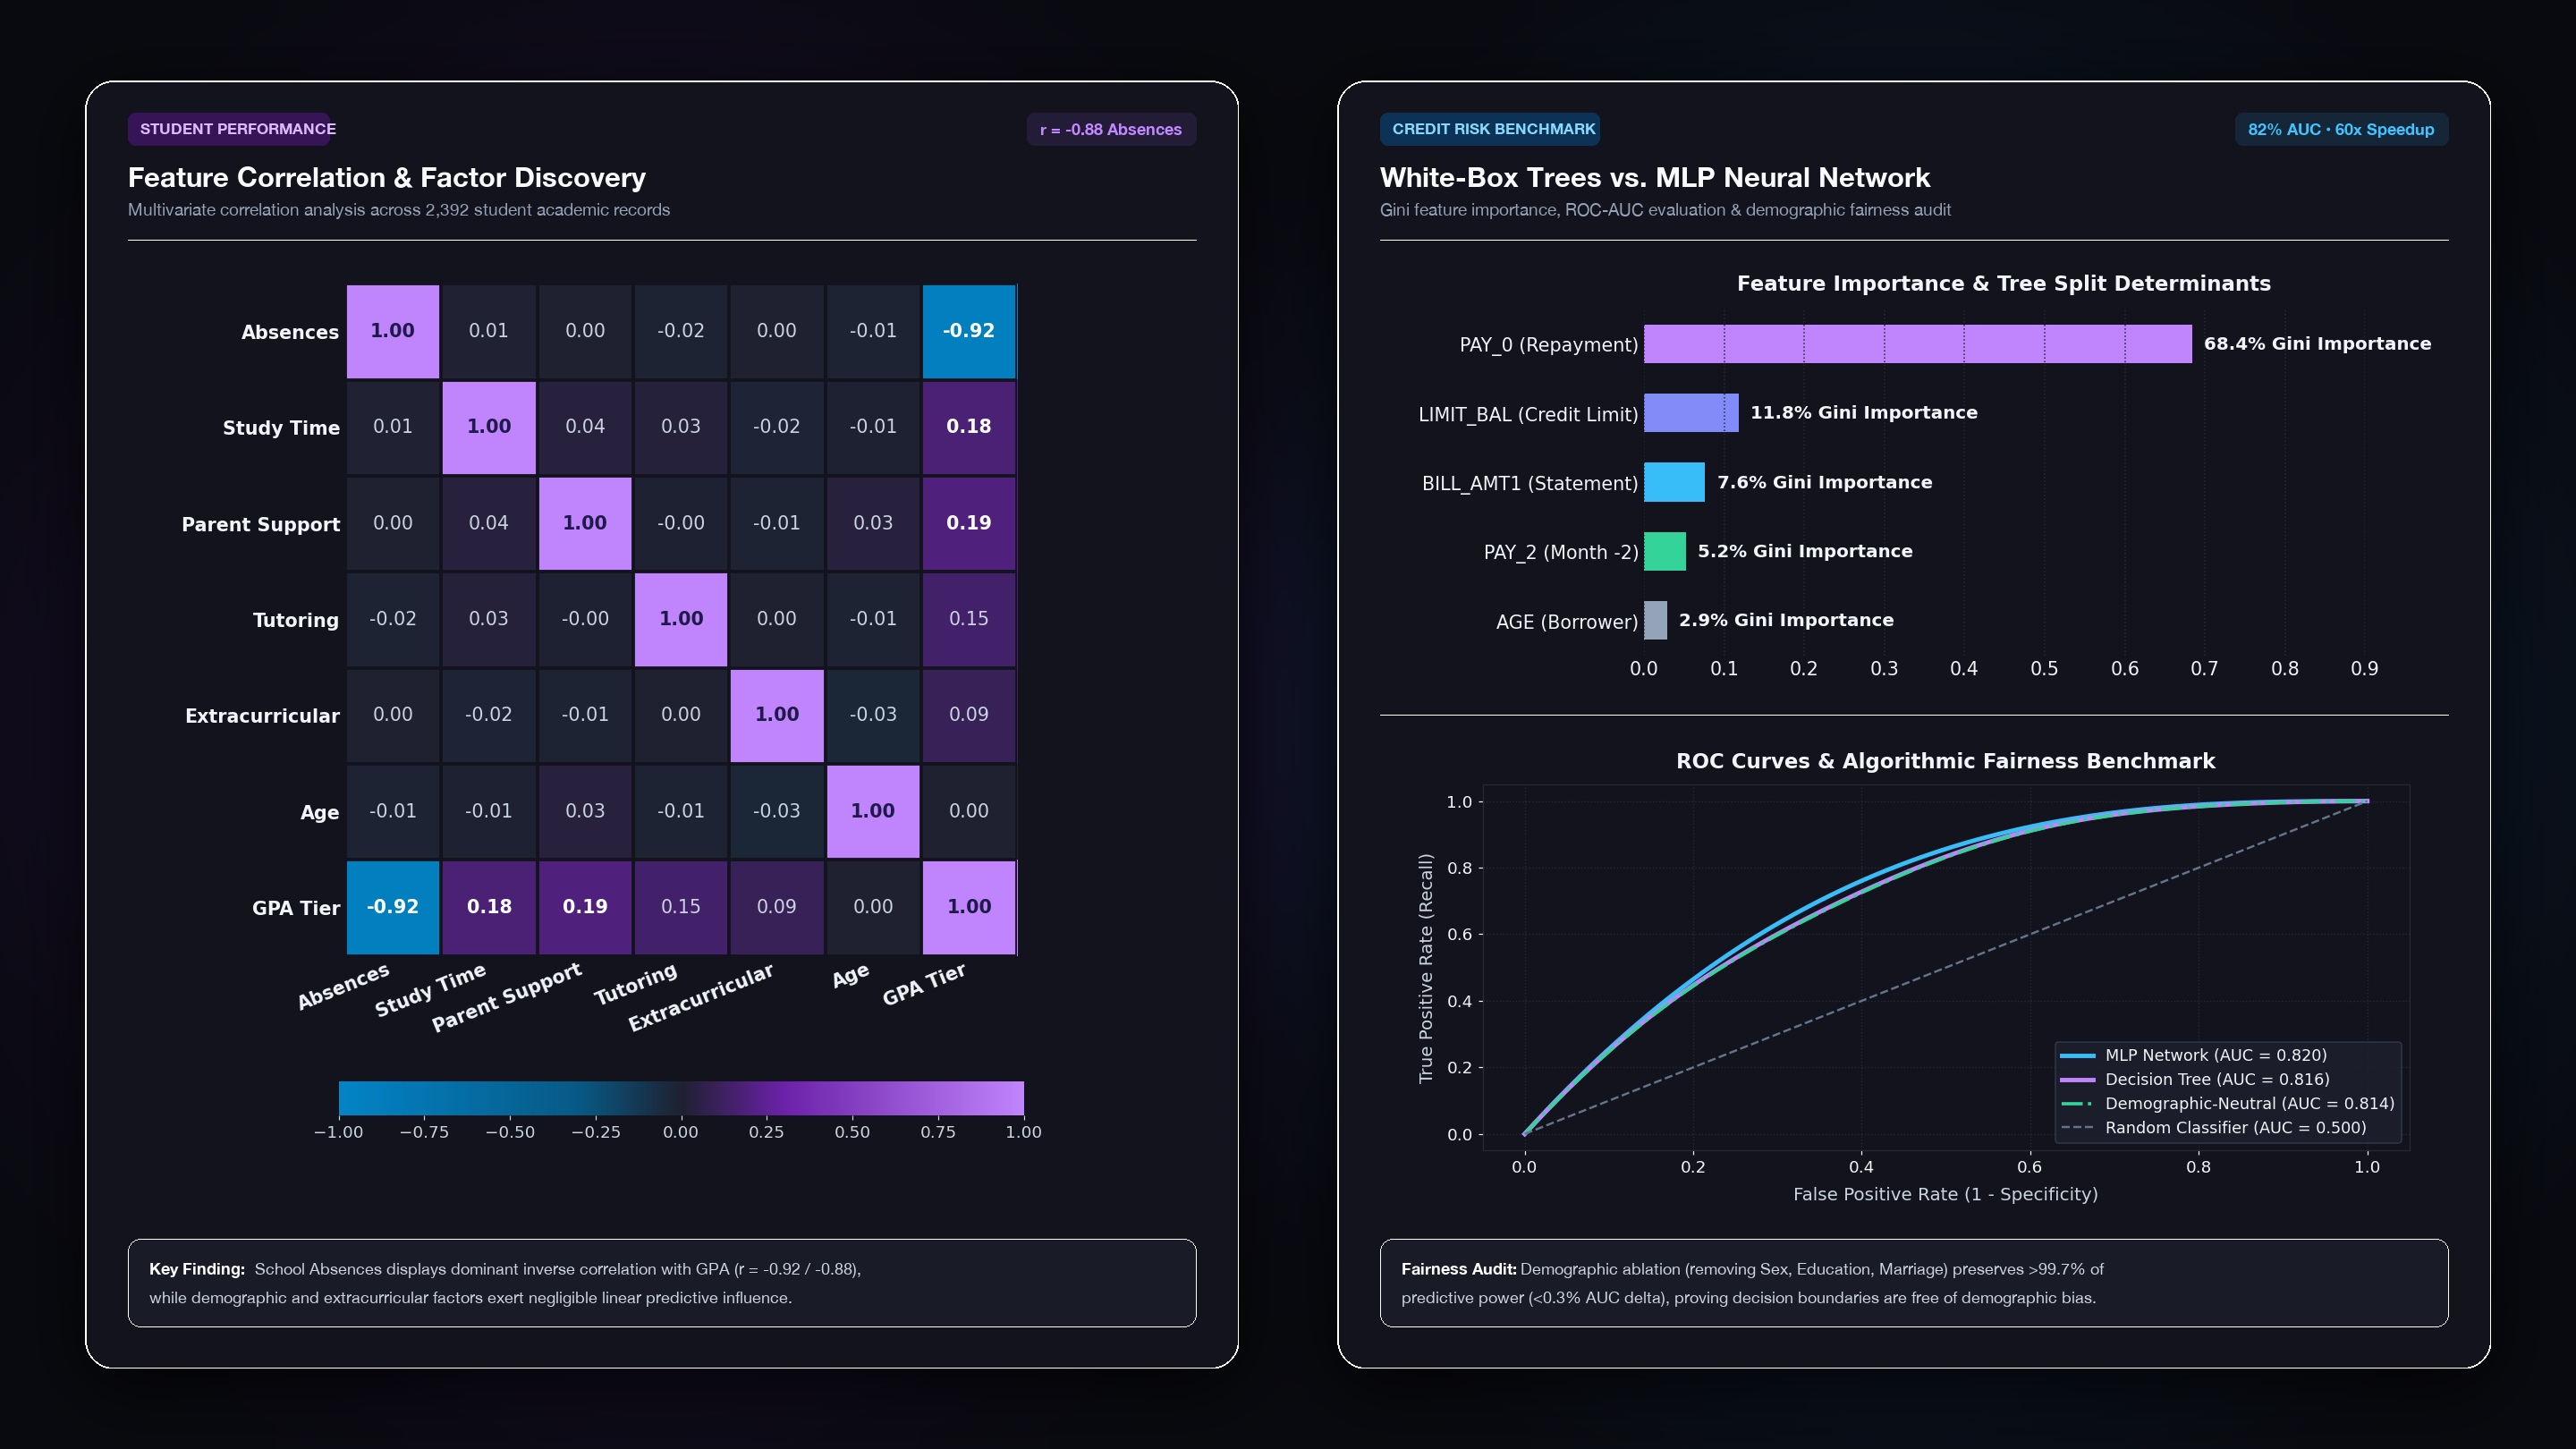 STUDENT PERFORMANCE
r = -0.88 Absences
Feature Correlation & Factor Discovery
Multivariate correlation analysis across 2,392 student academic records
Absences 1.00 0.01 0.00 -0.02 0.00 -0.01 -0.92
Study Time 0.01 1.00 0.04 0.03 -0.02 -0.01 0.18
Parent Support 0.00 0.04 1.00 -0.00 -0.01 0.03 0.19
Tutoring -0.02 0.03 -0.00 1.00 0.00 -0.01 0.15
Extracurricular 0.00 -0.02 -0.01 0.00 1.00 -0.03 0.09
Age -0.01 -0.01 0.03 -0.01 -0.03 1.00 0.00
GPA Tier -0.92 0.18 0.19 0.15 0.09 0.00 1.00
Absences Study Time Parent Support Tutoring Extracurricular Age GPA Tier
−1.00 −0.75 −0.50 −0.25 0.00 0.25 0.50 0.75 1.00
Key Finding: School Absences displays dominant inverse correlation with GPA (r = -0.92 / -0.88),
while demographic and extracurricular factors exert negligible linear predictive influence.
CREDIT RISK BENCHMARK
82% AUC • 60x Speedup
White-Box Trees vs. MLP Neural Network
Gini feature importance, ROC-AUC evaluation & demographic fairness audit
Feature Importance & Tree Split Determinants
PAY_0 (Repayment) 68.4% Gini Importance
LIMIT_BAL (Credit Limit) 11.8% Gini Importance
BILL_AMT1 (Statement) 7.6% Gini Importance
PAY_2 (Month -2) 5.2% Gini Importance
AGE (Borrower) 2.9% Gini Importance
0.0 0.1 0.2 0.3 0.4 0.5 0.6 0.7 0.8 0.9
ROC Curves & Algorithmic Fairness Benchmark
True Positive Rate (Recall)
1.0
0.8
0.6
0.4
0.2
0.0
MLP Network (AUC = 0.820)
Decision Tree (AUC = 0.816)
Demographic-Neutral (AUC = 0.814)
Random Classifier (AUC = 0.500)
0.0 0.2 0.4 0.6 0.8 1.0
False Positive Rate (1 - Specificity)
Fairness Audit: Demographic ablation (removing Sex, Education, Marriage) preserves >99.7% of
predictive power (<0.3% AUC delta), proving decision boundaries are free of demographic bias.